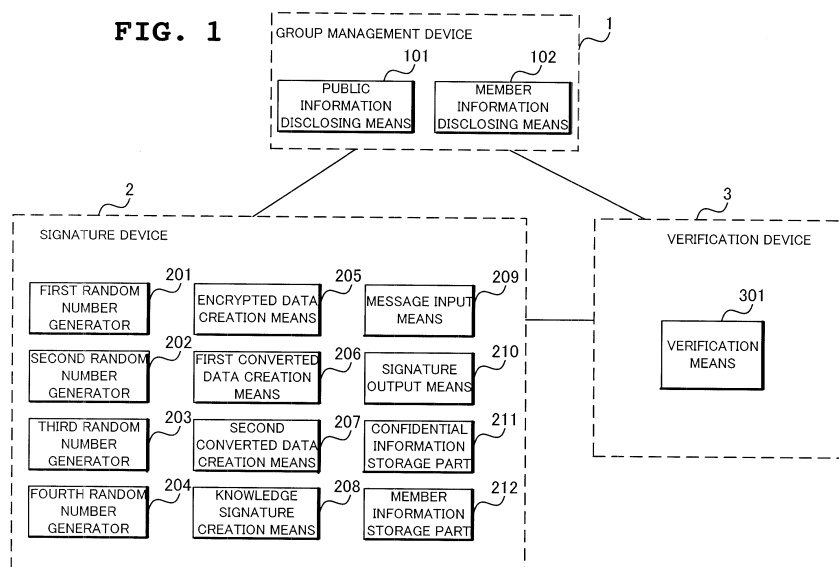 FIG. 1
GROUP MANAGEMENT DEVICE
1
101
102
PUBLIC
INFORMATION
DISCLOSING MEANS
MEMBER
INFORMATION
DISCLOSING MEANS
2
SIGNATURE DEVICE
201
FIRST RANDOM
NUMBER
GENERATOR
205
ENCRYPTED DATA
CREATION MEANS
209
MESSAGE INPUT
MEANS
202
SECOND RANDOM
NUMBER
GENERATOR
206
FIRST CONVERTED
DATA CREATION
MEANS
210
SIGNATURE
OUTPUT MEANS
203
THIRD RANDOM
NUMBER
GENERATOR
207
SECOND
CONVERTED DATA
CREATION MEANS
211
CONFIDENTIAL
INFORMATION
STORAGE PART
204
FOURTH RANDOM
NUMBER
GENERATOR
208
KNOWLEDGE
SIGNATURE
CREATION MEANS
212
MEMBER
INFORMATION
STORAGE PART
3
VERIFICATION DEVICE
301
VERIFICATION
MEANS